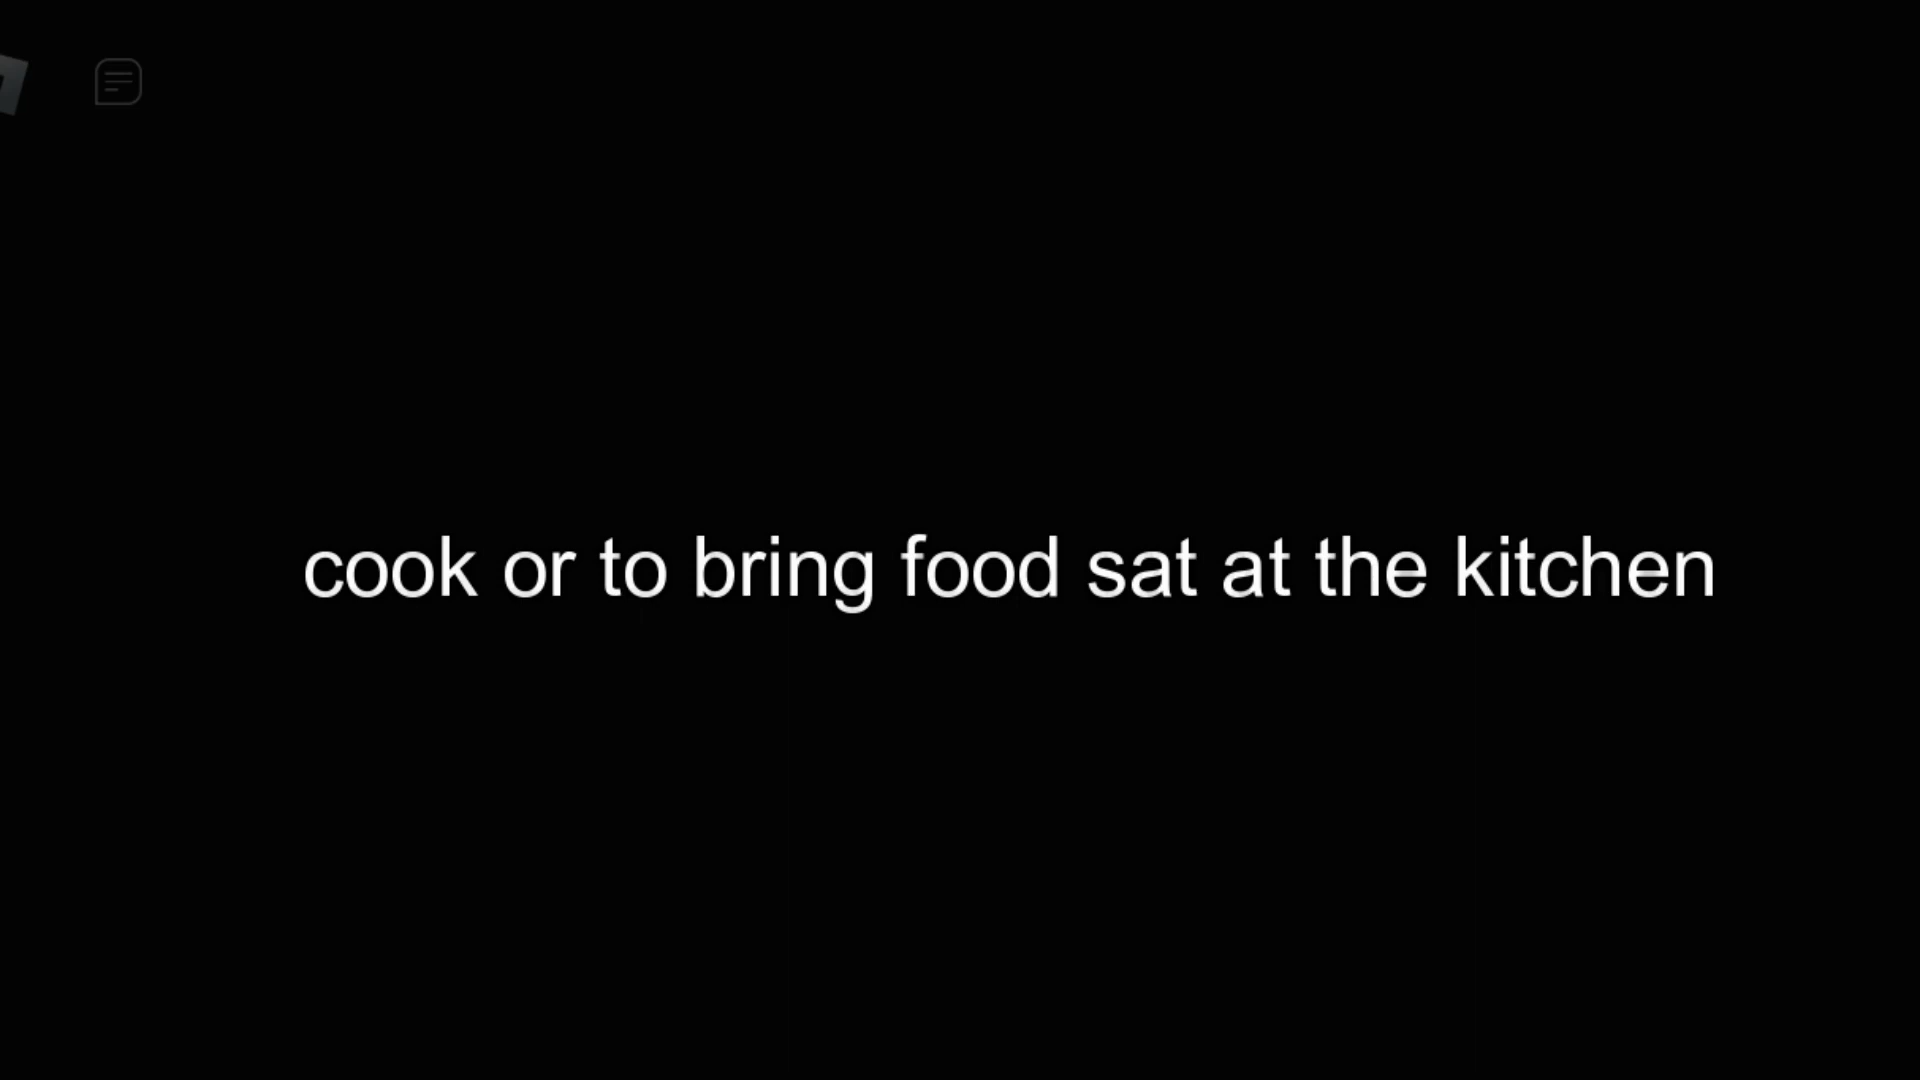 cook or to bring food sat at the kitchen